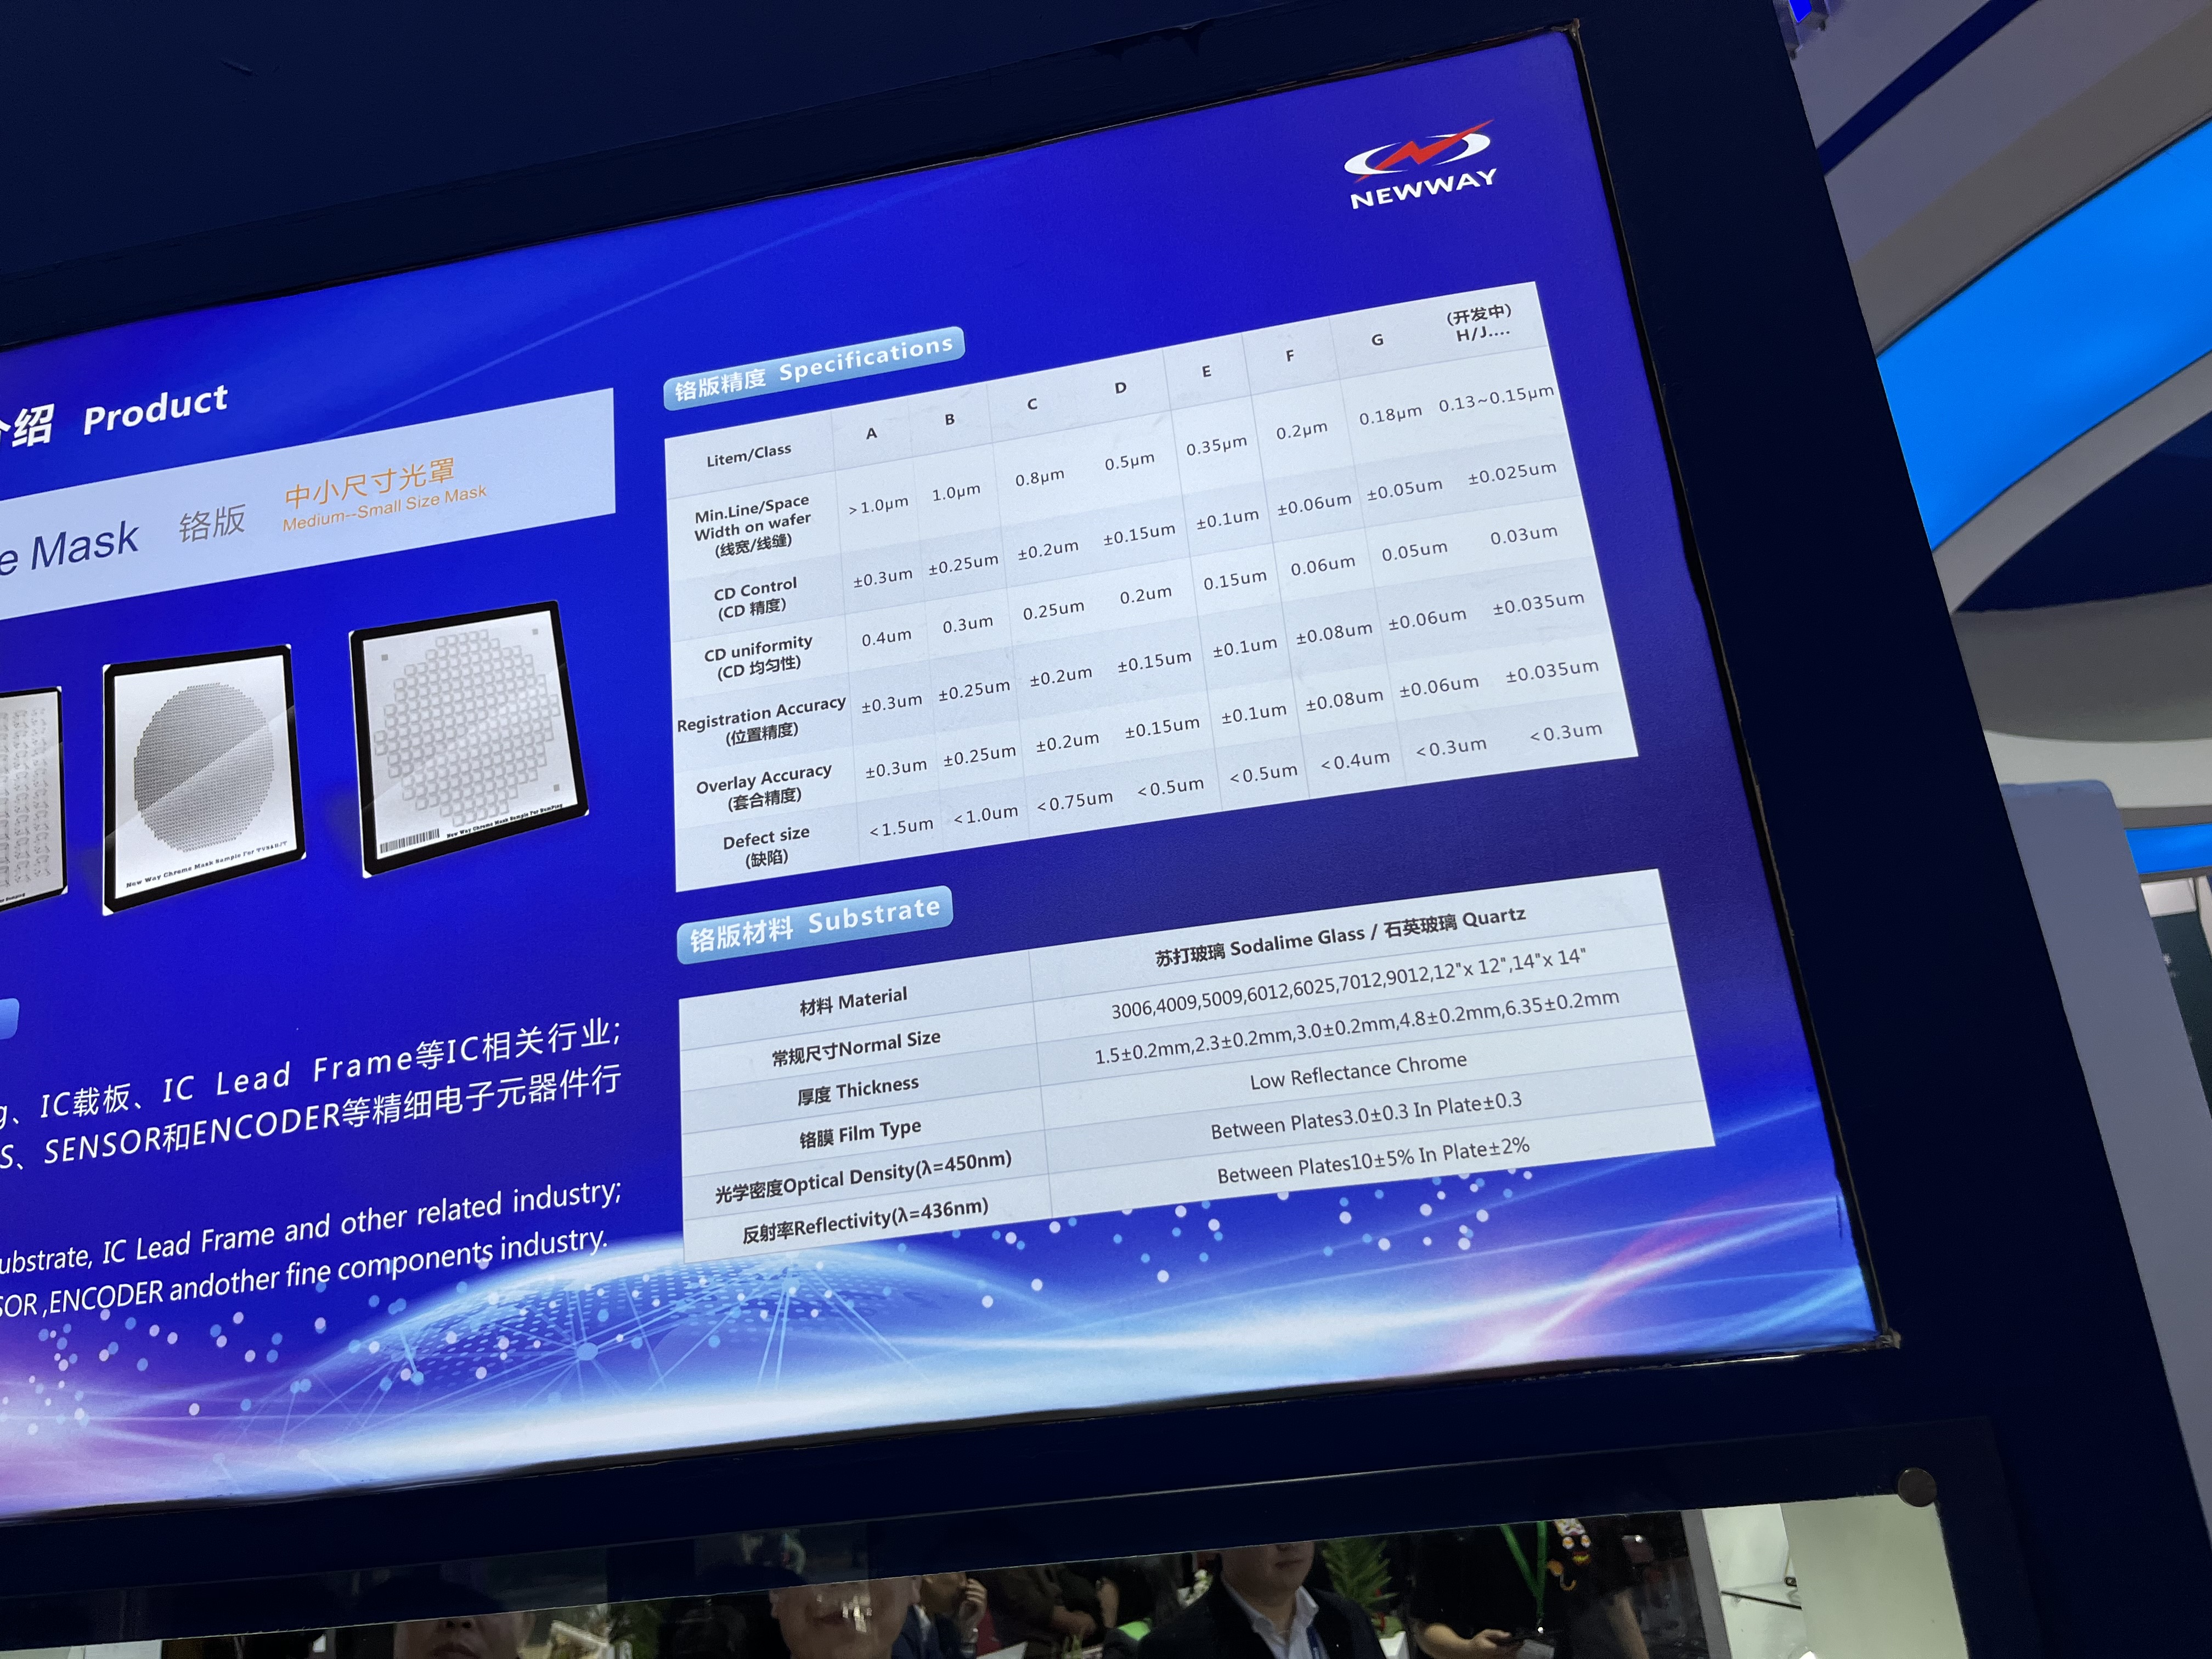 NEWWAY
绍 Product
Mask 铬版 中小尺寸光罩
Medium--Small Size Mask
New Way Chrome Mask Sample For
New Way Chrome Mask Sample For
IC载板、IC Lead Frame等IC相关行业;
S、SENSOR和ENCODER等精细电子元器件行
IC Lead Frame and other related industry;
,ENCODER andother fine components industry.
铬版精度 Specifications
Litem/Class A B C D E F G (开发中) H/J....
Min.Line/Space Width on wafer (线宽/线缝) >1.0μm 1.0μm 0.8μm 0.5μm 0.35μm 0.2μm 0.18μm 0.13~0.15μm
CD Control (CD 精度) ±0.3um ±0.25um ±0.2um ±0.15um ±0.1um ±0.06um ±0.05um ±0.025um
CD uniformity (CD 均匀性) 0.4um 0.3um 0.25um 0.2um 0.15um 0.06um 0.05um 0.03um
Registration Accuracy (位置精度) ±0.3um ±0.25um ±0.2um ±0.15um ±0.1um ±0.08um ±0.06um ±0.035um
Overlay Accuracy (套合精度) ±0.3um ±0.25um ±0.2um ±0.15um ±0.1um ±0.08um ±0.06um ±0.035um
Defect size (缺陷) <1.5um <1.0um <0.75um <0.5um <0.5um <0.4um <0.3um <0.3um
铬版材料 Substrate
材料 Material 苏打玻璃 Sodalime Glass / 石英玻璃 Quartz
常规尺寸Normal Size 3006,4009,5009,6012,6025,7012,9012,12"x 12",14"x 14"
厚度 Thickness 1.5±0.2mm,2.3±0.2mm,3.0±0.2mm,4.8±0.2mm,6.35±0.2mm
铬膜 Film Type Low Reflectance Chrome
光学密度Optical Density(λ=450nm) Between Plates3.0±0.3 In Plate±0.3
反射率Reflectivity(λ=436nm) Between Plates10±5% In Plate±2%